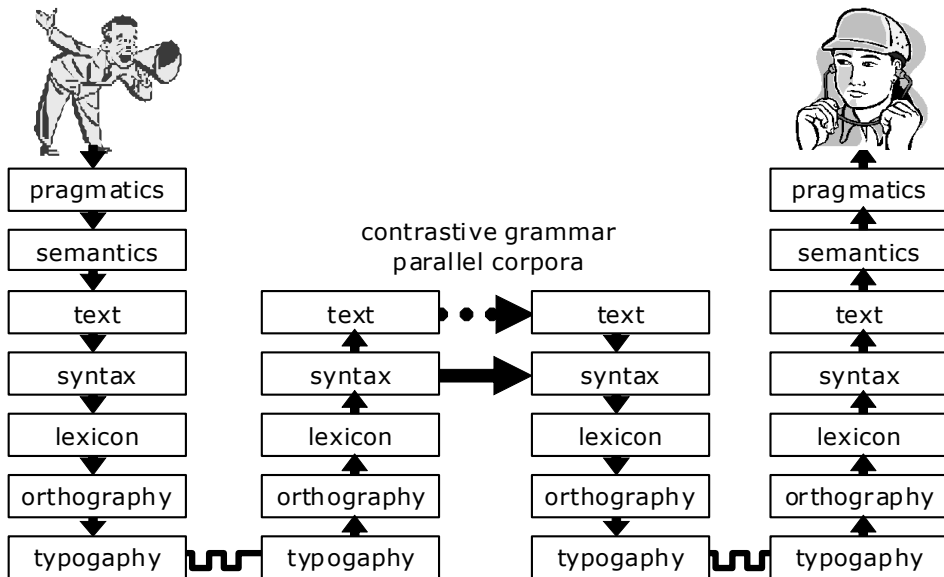 pragmatics
semantics
text
syntax
lexicon
orthography
typogaphy
contrastive grammar
parallel corpora
text
syntax
lexicon
orthography
typogaphy
text
syntax
lexicon
orthography
typogaphy
pragmatics
semantics
text
syntax
lexicon
orthography
typogaphy